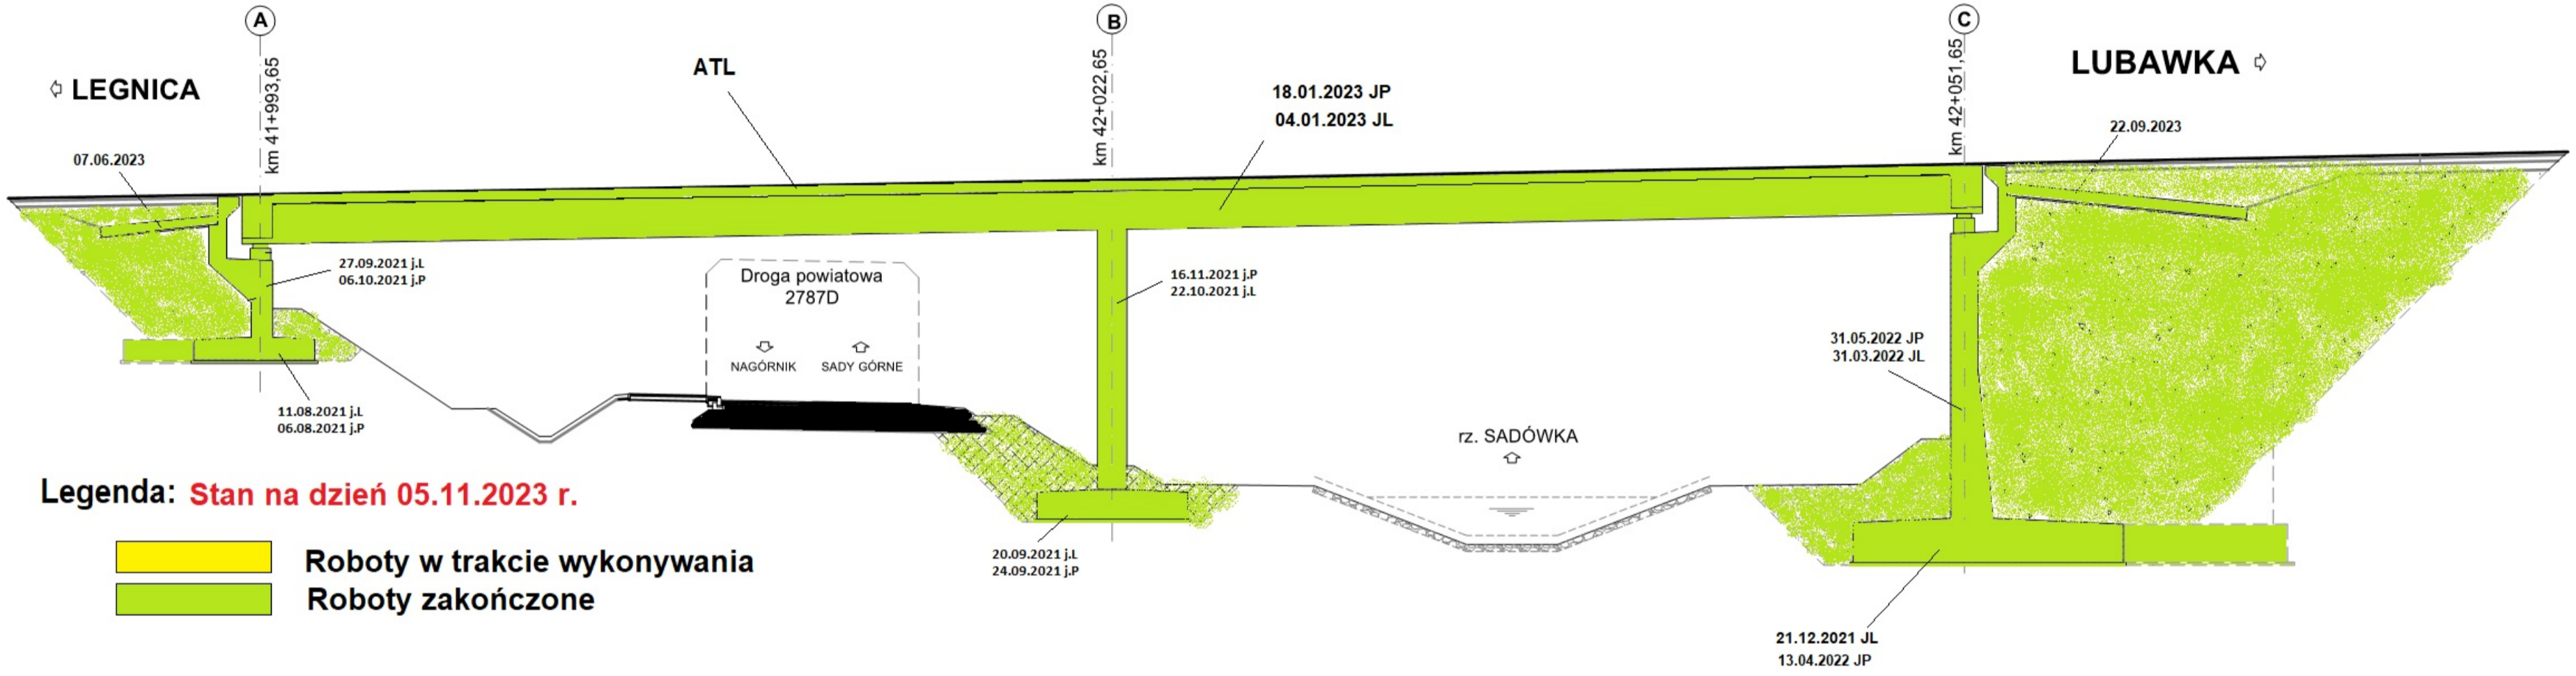 A
B
C
km 41+993,65
km 42+022,65
km 42+051,65
LEGNICA
ATL
LUBAWKA
18.01.2023 JP
04.01.2023 JL
07.06.2023
22.09.2023
27.09.2021 j.L
06.10.2021 j.P
Droga powiatowa
2787D
NAGÓRNIK
SADY GÓRNE
16.11.2021 j.P
22.10.2021 j.L
31.05.2022 JP
31.03.2022 JL
11.08.2021 j.L
06.08.2021 j.P
rz. SADÓWKA
20.09.2021 j.L
24.09.2021 j.P
21.12.2021 JL
13.04.2022 JP
Legenda: Stan na dzień 05.11.2023 r.
Roboty w trakcie wykonywania
Roboty zakończone